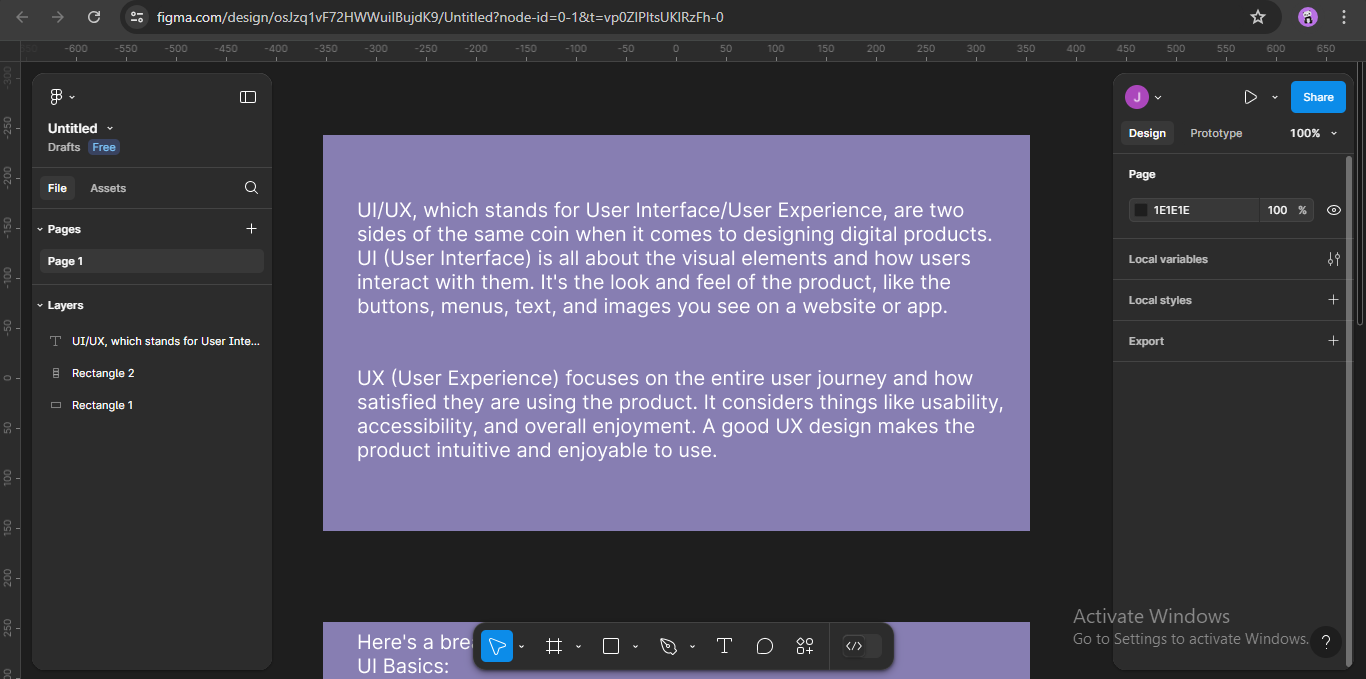 figma.com/design/osJzq1vF72HWWuilBujdK9/Untitled?node-id=0-1&t=vp0ZIPItsUKIRzFh-0
-600 -550 -500 -450 -400 -350 -300 -250 -200 -150 -100 -50 0 50 100 150 200 250 300 350 400 450 500 550 600 650
-300
-250
-200
-150
-100
-50
0
50
100
150
200
250
300
Untitled
Drafts Free
File Assets
Pages
Page 1
Layers
UI/UX, which stands for User Inte...
Rectangle 2
Rectangle 1
UI/UX, which stands for User Interface/User Experience, are two
sides of the same coin when it comes to designing digital products.
UI (User Interface) is all about the visual elements and how users
interact with them. It's the look and feel of the product, like the
buttons, menus, text, and images you see on a website or app.
UX (User Experience) focuses on the entire user journey and how
satisfied they are using the product. It considers things like usability,
accessibility, and overall enjoyment. A good UX design makes the
product intuitive and enjoyable to use.
Here's a brea
UI Basics:
J
Share
Design Prototype 100%
Page
1E1E1E 100 %
Local variables
Local styles
Export
Activate Windows
Go to Settings to activate Windows.
?